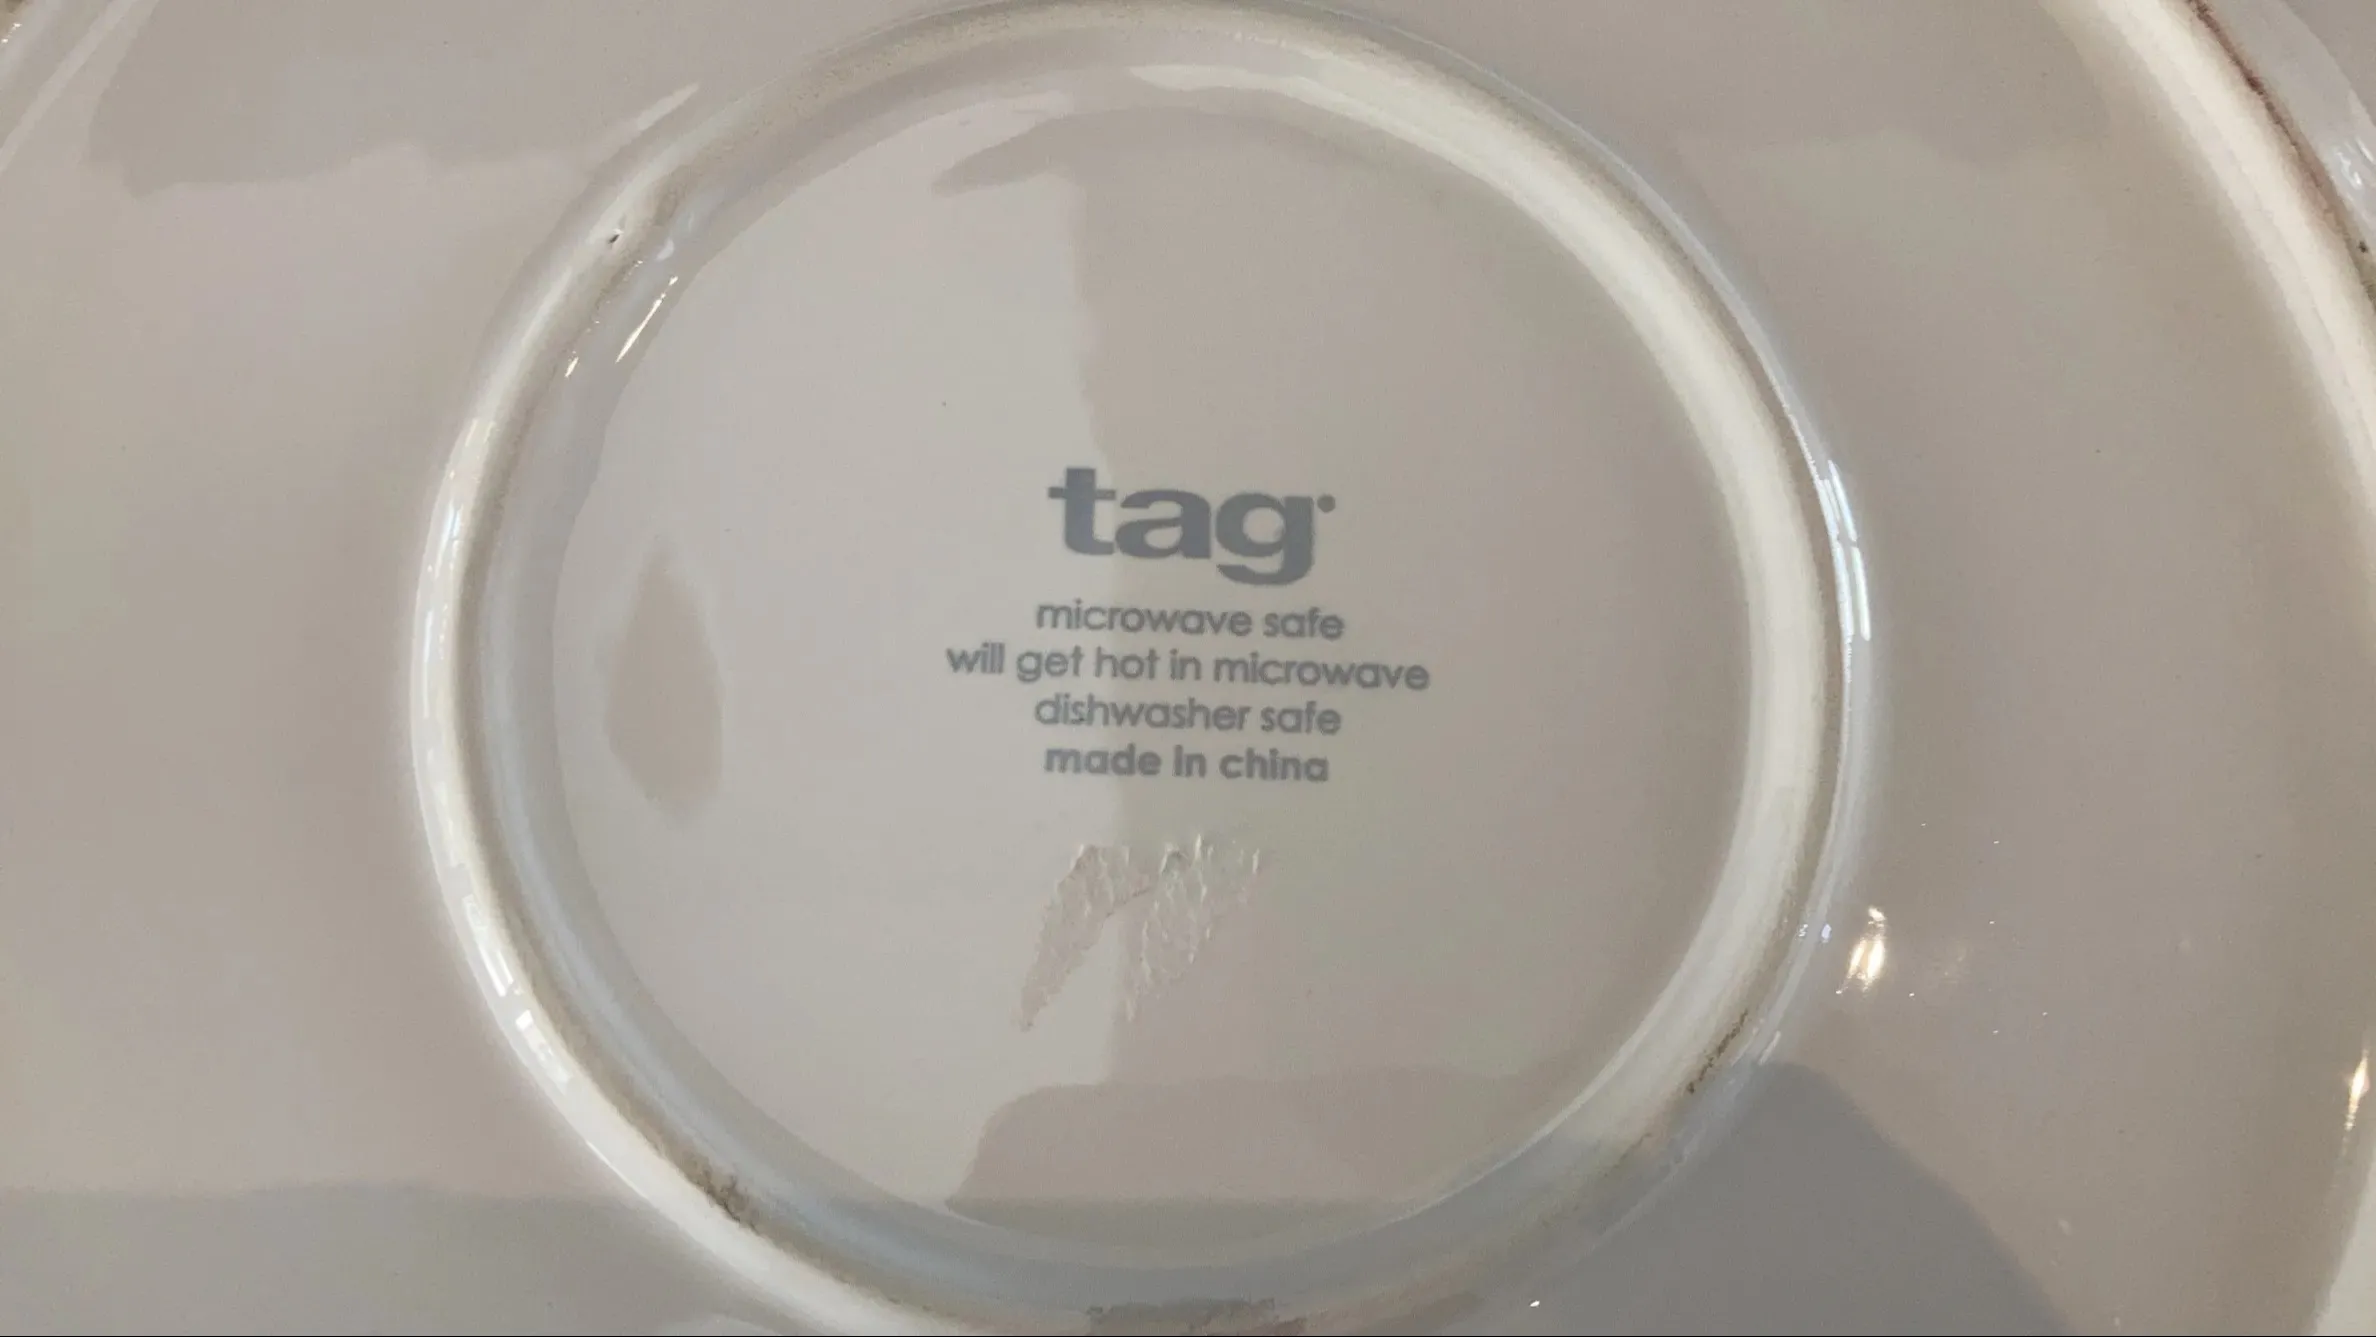 tag
microwave safe
will get hot in microwave
dishwasher safe
made in china